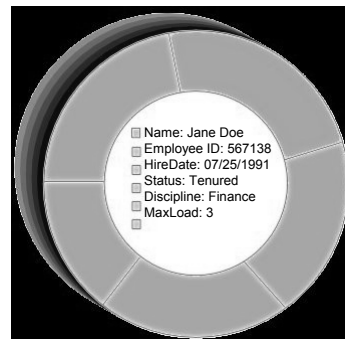 Name: Jane Doe
Employee ID: 567138
HireDate: 07/25/1991
Status: Tenured
Discipline: Finance
MaxLoad: 3